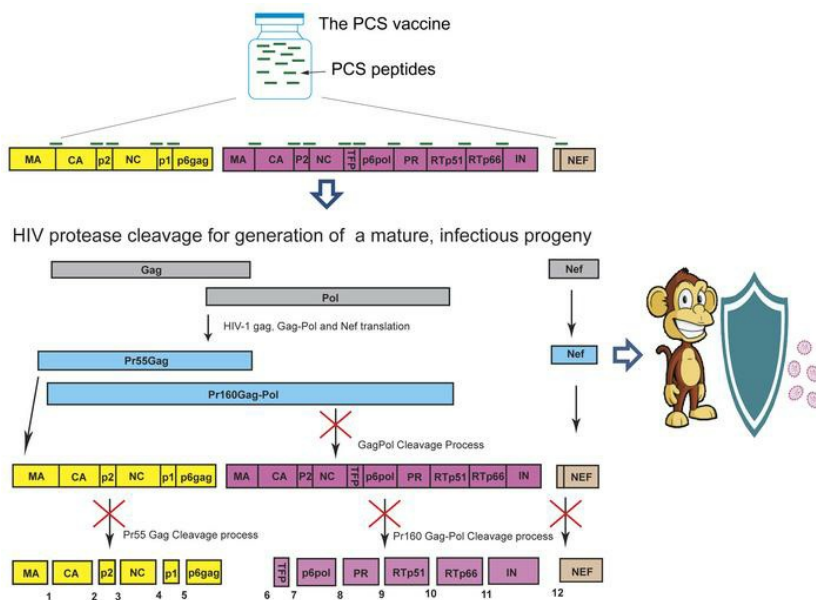 The PCS vaccine
PCS peptides
MA CA p2 NC p1 p6gag MA CA P2 NC TFP p6pol PR RTp51 RTp66 IN NEF
HIV protease cleavage for generation of a mature, infectious progeny
Gag Nef
Pol
HIV-1 gag, Gag-Pol and Nef translation
Pr55Gag Nef
Pr160Gag-Pol
GagPol Cleavage Process
MA CA p2 NC p1 p6gag MA CA P2 NC TFP p6pol PR RTp51 RTp66 IN NEF
Pr55 Gag Cleavage process Pr160 Gag-Pol Cleavage process
MA CA p2 NC p1 p6gag TFP p6pol PR RTp51 RTp66 IN NEF
1 2 3 4 5 6 7 8 9 10 11 12